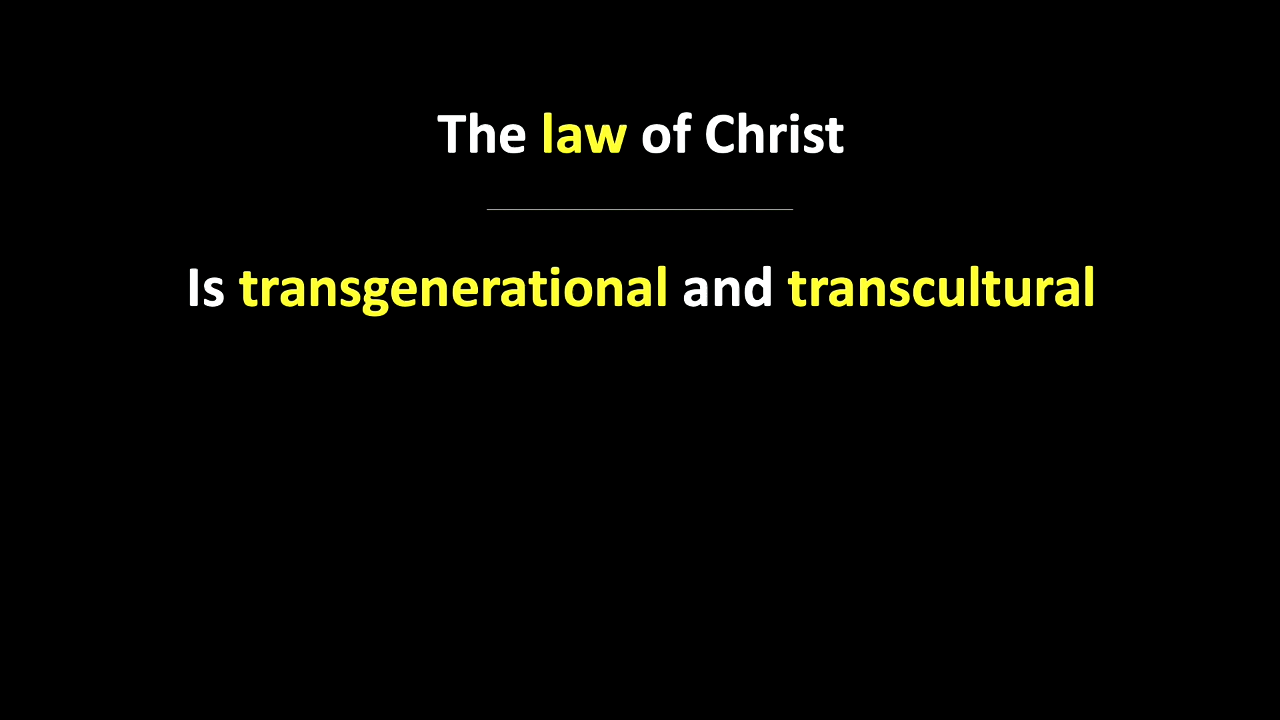 The law of Christ
Is transgenerational and transcultural